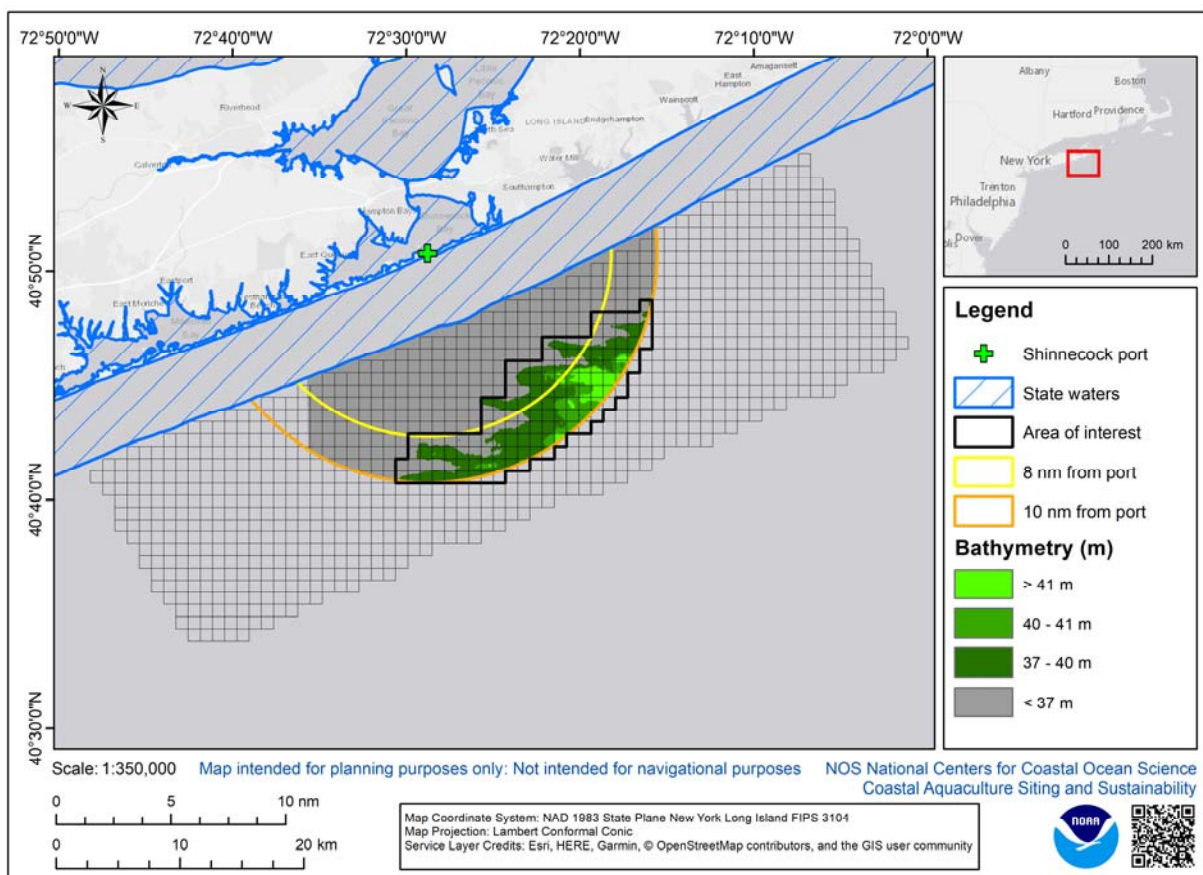 72°50'0"W 72°40'0"W 72°30'0"W 72°20'0"W 72°10'0"W 72°0'0"W
N
W E
S
Riverhead
Calverton
Amagansett
East
Hampton
Wainscott
LONG ISLAND Bridgehampton
Water Mill
Southampton
Hampton Bays
East Quogue
Eastport
East Moriches
40°50'0"N
40°40'0"N
40°30'0"N
Albany
Boston
Hartford Providence
New York
Trenton
Philadelphia
Dover
0 100 200 km
Legend
Shinnecock port
State waters
Area of interest
8 nm from port
10 nm from port
Bathymetry (m)
> 41 m
40 - 41 m
37 - 40 m
< 37 m
Scale: 1:350,000 Map intended for planning purposes only: Not intended for navigational purposes NOS National Centers for Coastal Ocean Science
Coastal Aquaculture Siting and Sustainability
0 5 10 nm
0 10 20 km
Map Coordinate System: NAD 1983 State Plane New York Long Island FIPS 3104
Map Projection: Lambert Conformal Conic
Service Layer Credits: Esri, HERE, Garmin, © OpenStreetMap contributors, and the GIS user community
NOAA